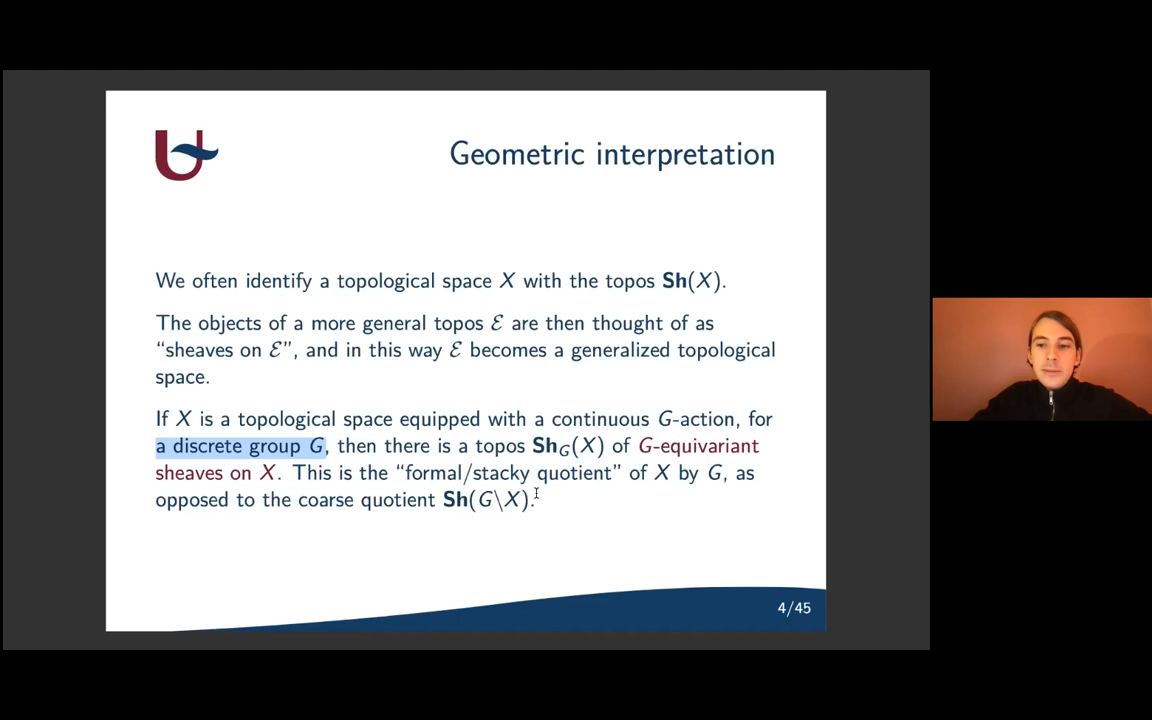 Geometric interpretation
We often identify a topological space X with the topos Sh(X).
The objects of a more general topos ℰ are then thought of as
“sheaves on ℰ”, and in this way ℰ becomes a generalized topological
space.
If X is a topological space equipped with a continuous G-action, for
a discrete group G, then there is a topos Sh_G(X) of G-equivariant
sheaves on X. This is the “formal/stacky quotient” of X by G, as
opposed to the coarse quotient Sh(G\X).
4/45